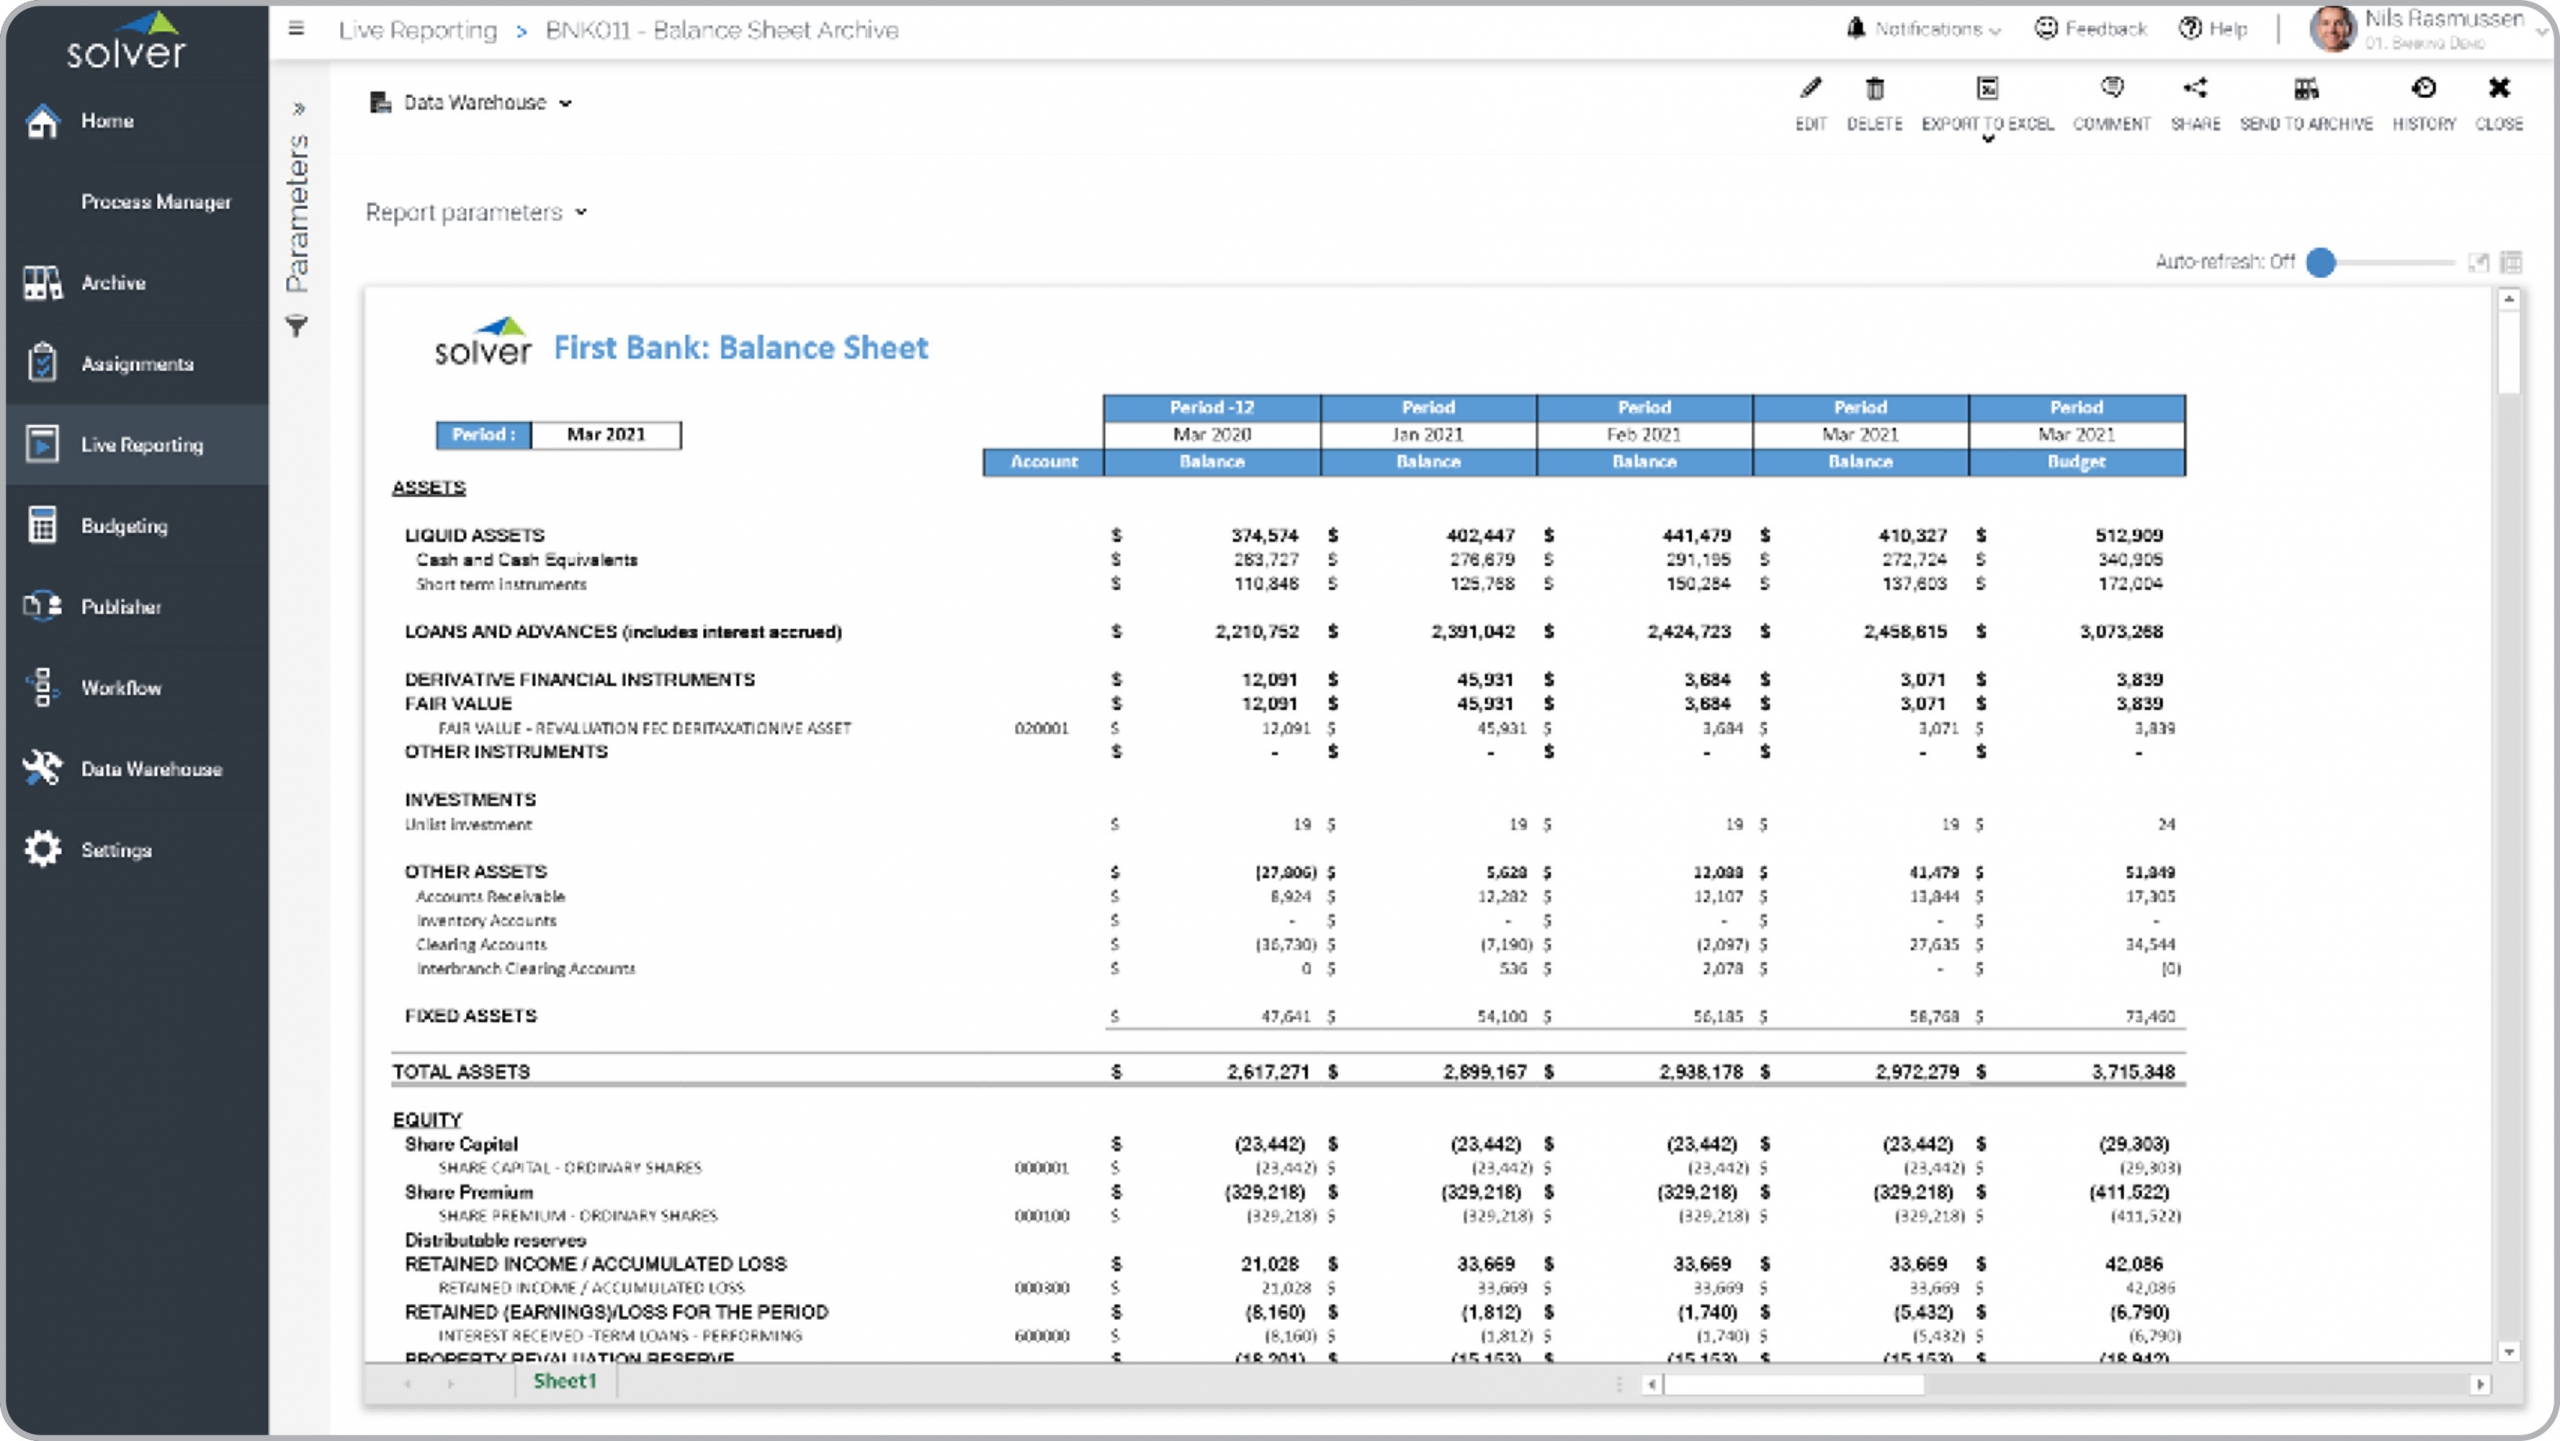 solver
Live Reporting > BNK011 - Balance Sheet Archive
Notifications Feedback Help
Nils Rasmussen
01. Banking Demo
Home
Process Manager
Archive
Assignments
Live Reporting
Budgeting
Publisher
Workflow
Data Warehouse
Settings
Parameters
Data Warehouse
EDIT DELETE EXPORT TO EXCEL COMMENT SHARE SEND TO ARCHIVE HISTORY CLOSE
Report parameters
Auto-refresh: Off
solver First Bank: Balance Sheet
Period -12 Period Period Period Period
Period : Mar 2021 Mar 2020 Jan 2021 Feb 2021 Mar 2021 Mar 2021
Account Balance Balance Balance Balance Budget
ASSETS
LIQUID ASSETS $ 374,574 $ 402,447 $ 441,479 $ 410,327 $ 512,909
Cash and Cash Equivalents $ 263,727 $ 276,679 $ 291,195 $ 272,724 $ 340,905
Short term instruments $ 110,848 $ 125,768 $ 150,284 $ 137,603 $ 172,004
LOANS AND ADVANCES (includes interest accrued) $ 2,210,752 $ 2,391,042 $ 2,424,723 $ 2,458,615 $ 3,073,268
DERIVATIVE FINANCIAL INSTRUMENTS $ 12,091 $ 45,931 $ 3,684 $ 3,071 $ 3,839
FAIR VALUE $ 12,091 $ 45,931 $ 3,684 $ 3,071 $ 3,839
FAIR VALUE - REVALUATION FEC DERITAXATIONIVE ASSET 020001 $ 12,091 $ 45,931 $ 3,684 $ 3,071 $ 3,839
OTHER INSTRUMENTS $ - $ - $ - $ - $ -
INVESTMENTS
Unlist investment $ 19 $ 19 $ 19 $ 19 $ 24
OTHER ASSETS $ (27,806) $ 5,628 $ 12,088 $ 41,479 $ 51,849
Accounts Receivable $ 8,924 $ 12,282 $ 12,107 $ 13,844 $ 17,305
Inventory Accounts $ - $ - $ - $ - $ -
Clearing Accounts $ (36,730) $ (7,190) $ (2,097) $ 27,635 $ 34,544
Interbranch Clearing Accounts $ 0 $ 536 $ 2,078 $ - $ (0)
FIXED ASSETS $ 47,641 $ 54,100 $ 56,185 $ 58,768 $ 73,460
TOTAL ASSETS $ 2,617,271 $ 2,899,167 $ 2,938,178 $ 2,972,279 $ 3,715,348
EQUITY
Share Capital $ (23,442) $ (23,442) $ (23,442) $ (23,442) $ (29,303)
SHARE CAPITAL - ORDINARY SHARES 000001 $ (23,442) $ (23,442) $ (23,442) $ (23,442) $ (29,303)
Share Premium $ (329,218) $ (329,218) $ (329,218) $ (329,218) $ (411,522)
SHARE PREMIUM - ORDINARY SHARES 000100 $ (329,218) $ (329,218) $ (329,218) $ (329,218) $ (411,522)
Distributable reserves
RETAINED INCOME / ACCUMULATED LOSS $ 21,028 $ 33,669 $ 33,669 $ 33,669 $ 42,086
RETAINED INCOME / ACCUMULATED LOSS 000300 $ 21,028 $ 33,669 $ 33,669 $ 33,669 $ 42,086
RETAINED (EARNINGS)/LOSS FOR THE PERIOD $ (8,160) $ (1,812) $ (1,740) $ (5,432) $ (6,790)
INTEREST RECEIVED -TERM LOANS - PERFORMING 600000 $ (8,160) $ (1,812) $ (1,740) $ (5,432) $ (6,790)
PROPERTY REVALUATION RESERVE $ (18,201) $ (15,153) $ (15,153) $ (15,153) $ (18,942)
Sheet1